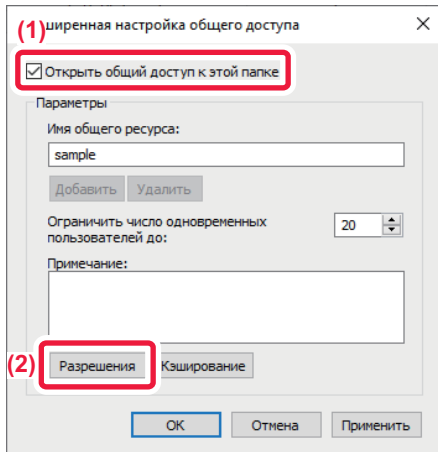 (1)
ширенная настройка общего доступа
Открыть общий доступ к этой папке
Параметры
Имя общего ресурса:
sample
Добавить Удалить
Ограничить число одновременных 20
пользователей до:
Примечание:
(2) Разрешения Кэширование
ОК Отмена Применить